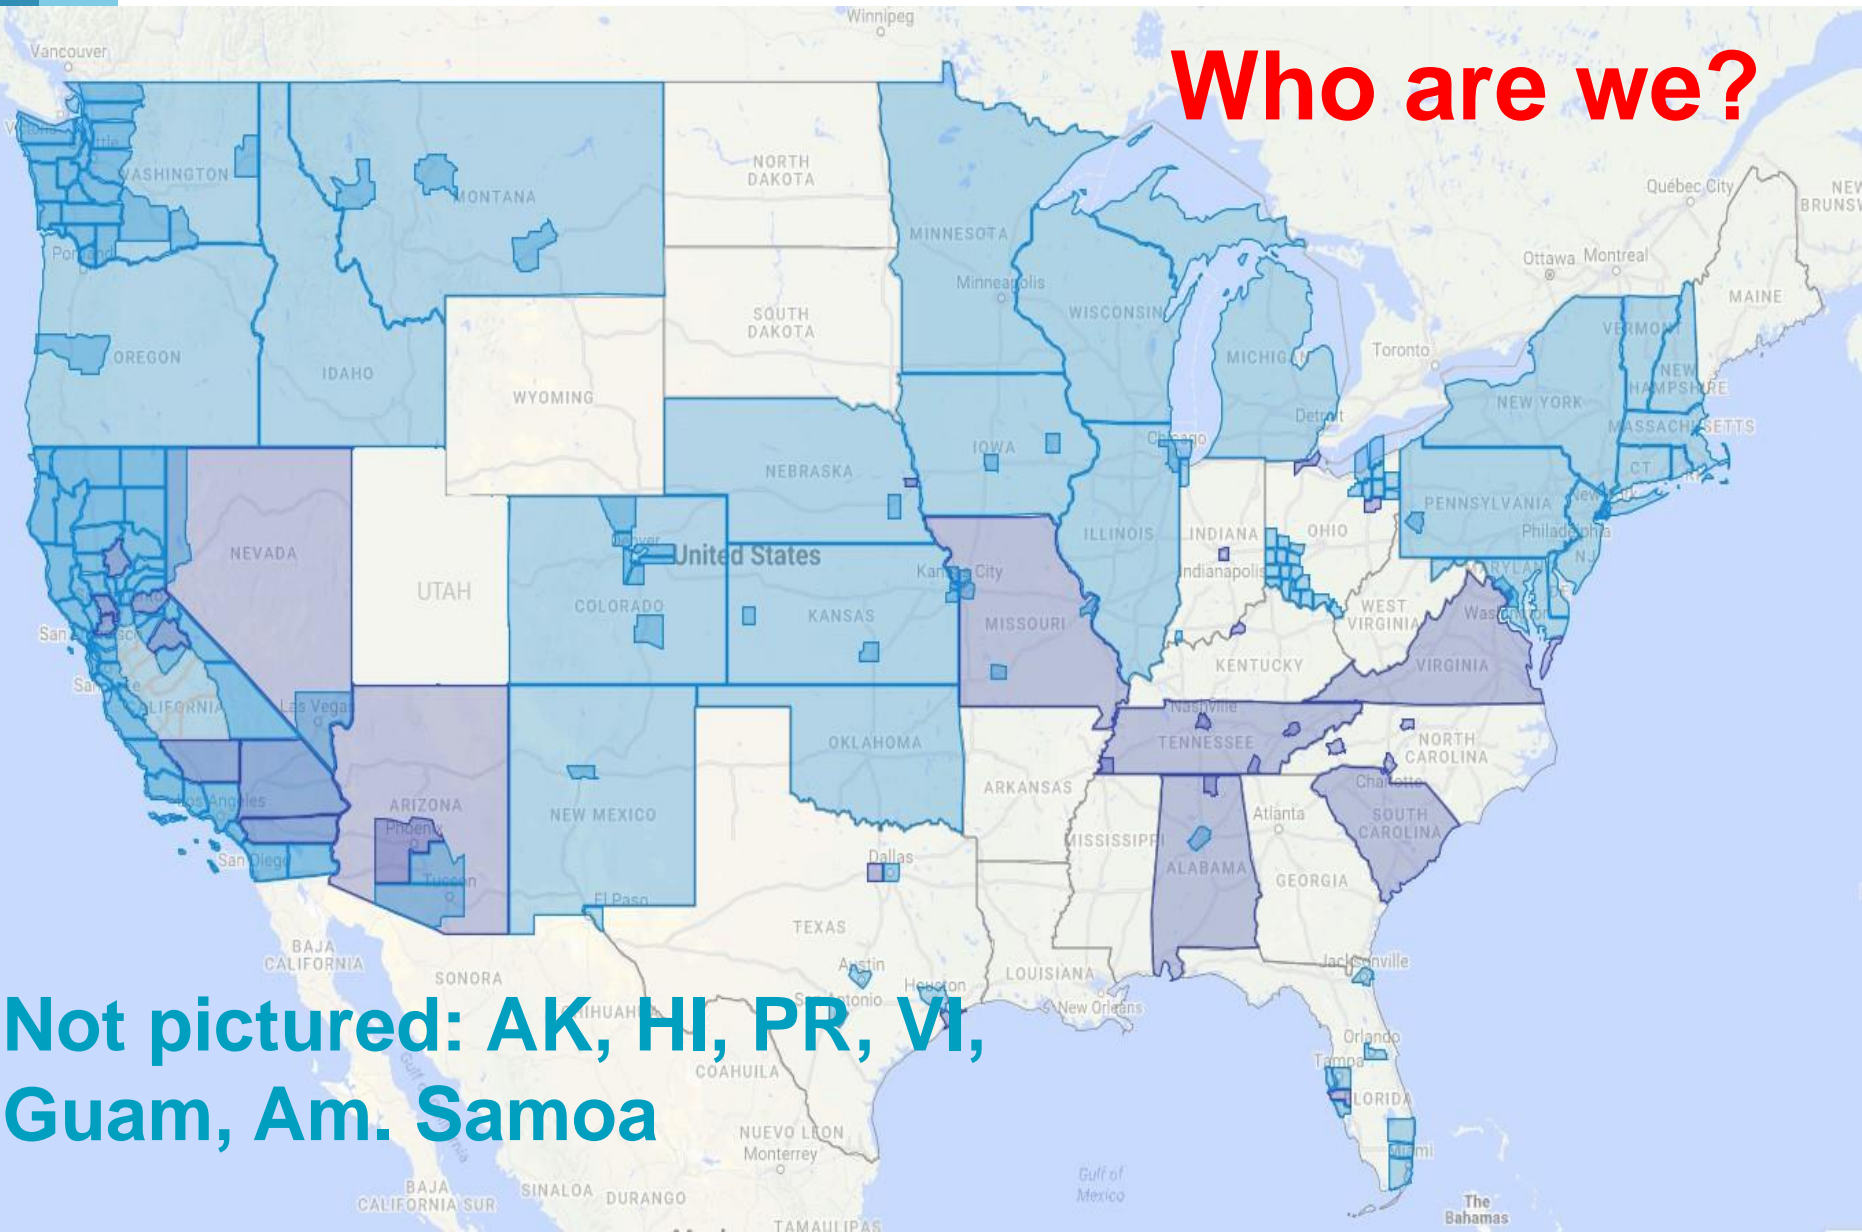 Who are we?
Winnipeg
Vancouver
NORTH
DAKOTA
Québec City
WASHINGTON
MONTANA
MINNESOTA
Ottawa
Montreal
Minneapolis
MAINE
SOUTH
DAKOTA
WISCONSIN
VERMONT
Toronto
OREGON
IDAHO
MICHIGAN
NEW
HAMPSHIRE
WYOMING
NEW YORK
Detroit
MASSACHUSETTS
Chicago
IOWA
NEBRASKA
CT
PENNSYLVANIA
ILLINOIS
INDIANA
OHIO
Philadelphia
NEVADA
Denver
United States
NJ
Kansas City
Indianapolis
MARYLAND
UTAH
DE
COLORADO
KANSAS
MISSOURI
WEST
VIRGINIA
Washington
KENTUCKY
VIRGINIA
CALIFORNIA
Las Vegas
Nashville
OKLAHOMA
TENNESSEE
NORTH
CAROLINA
ARKANSAS
Charlotte
Los Angeles
ARIZONA
NEW MEXICO
Atlanta
SOUTH
CAROLINA
Phoenix
MISSISSIPPI
San Diego
Dallas
ALABAMA
GEORGIA
Tucson
El Paso
TEXAS
BAJA
CALIFORNIA
SONORA
Austin
Houston
LOUISIANA
Jacksonville
San Antonio
New Orleans
CHIHUAHUA
Not pictured: AK, HI, PR, VI,
Guam, Am. Samoa
Orlando
Tampa
COAHUILA
FLORIDA
NUEVO LEON
Monterrey
Miami
Gulf of
Mexico
BAJA
CALIFORNIA SUR
SINALOA
DURANGO
The
Bahamas
TAMAULIPAS